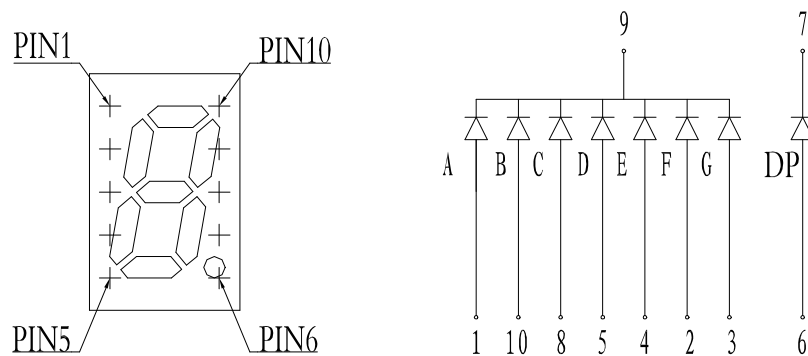 PIN1
PIN10
PIN5
PIN6
9 7
A B C D E F G DP
1 10 8 5 4 2 3 6